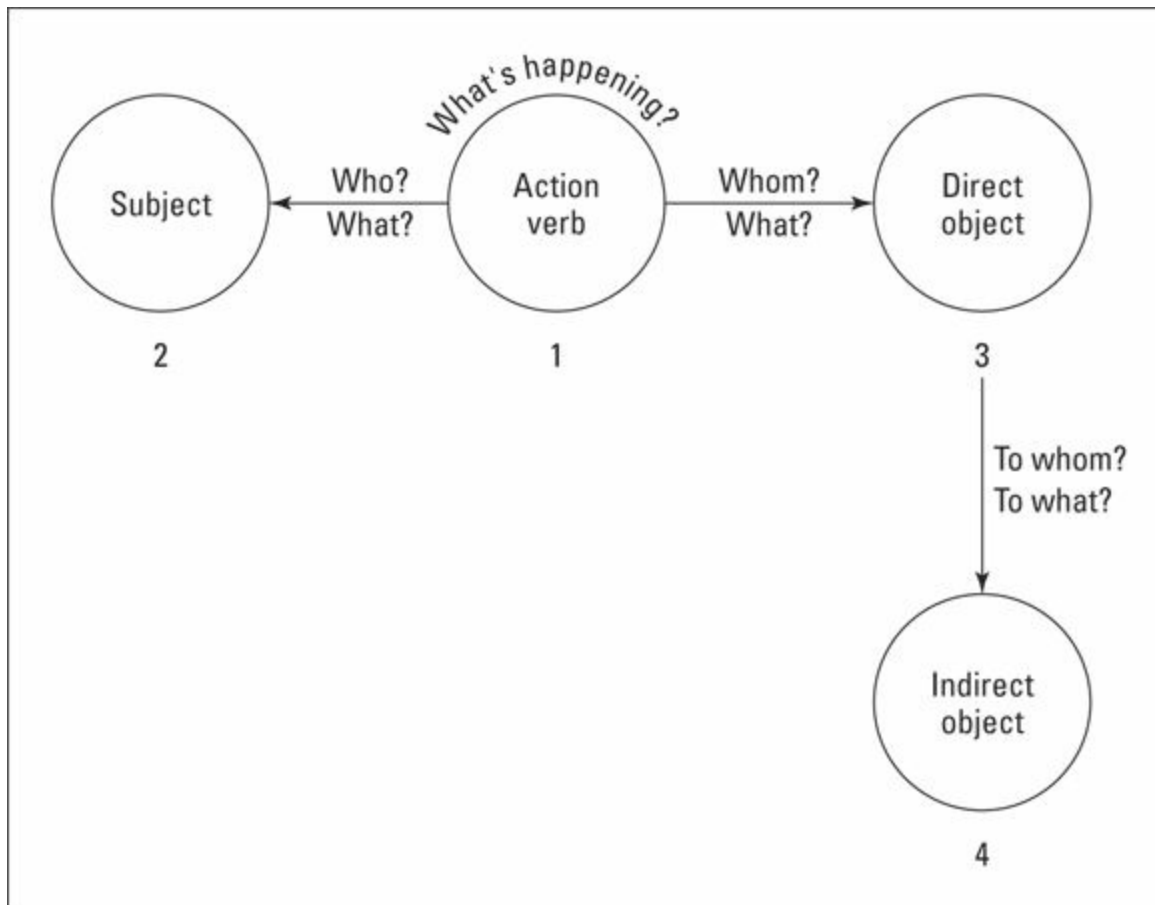 What's happening?
Subject
Who?
What?
Action
verb
Whom?
What?
Direct
object
2
1
3
To whom?
To what?
Indirect
object
4